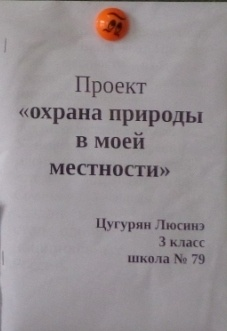 Проект
«охрана природы
в моей
местности»
Цугурян Люсинэ
3 класс
школа № 79